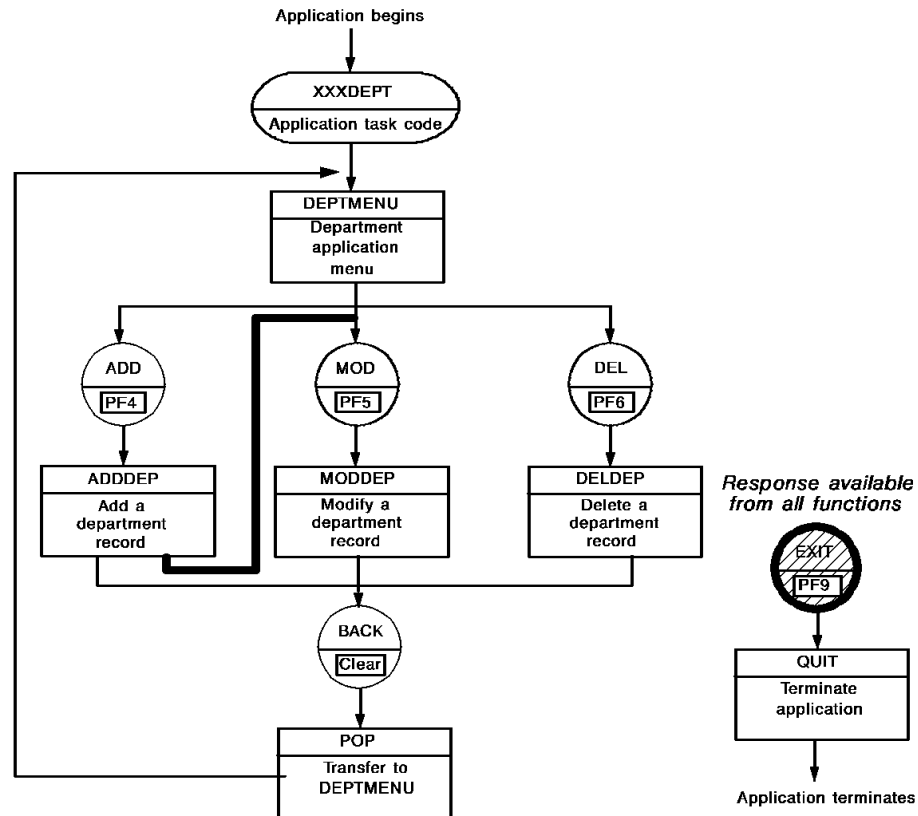 Application begins
XXXDEPT
Application task code
DEPTMENU
Department
application
menu
ADD
PF4
MOD
PF5
DEL
PF6
ADDDEP
Add a
department
record
MODDEP
Modify a
department
record
DELDEP
Delete a
department
record
Response available
from all functions
EXIT
PF9
BACK
Clear
QUIT
Terminate
application
POP
Transfer to
DEPTMENU
Application terminates